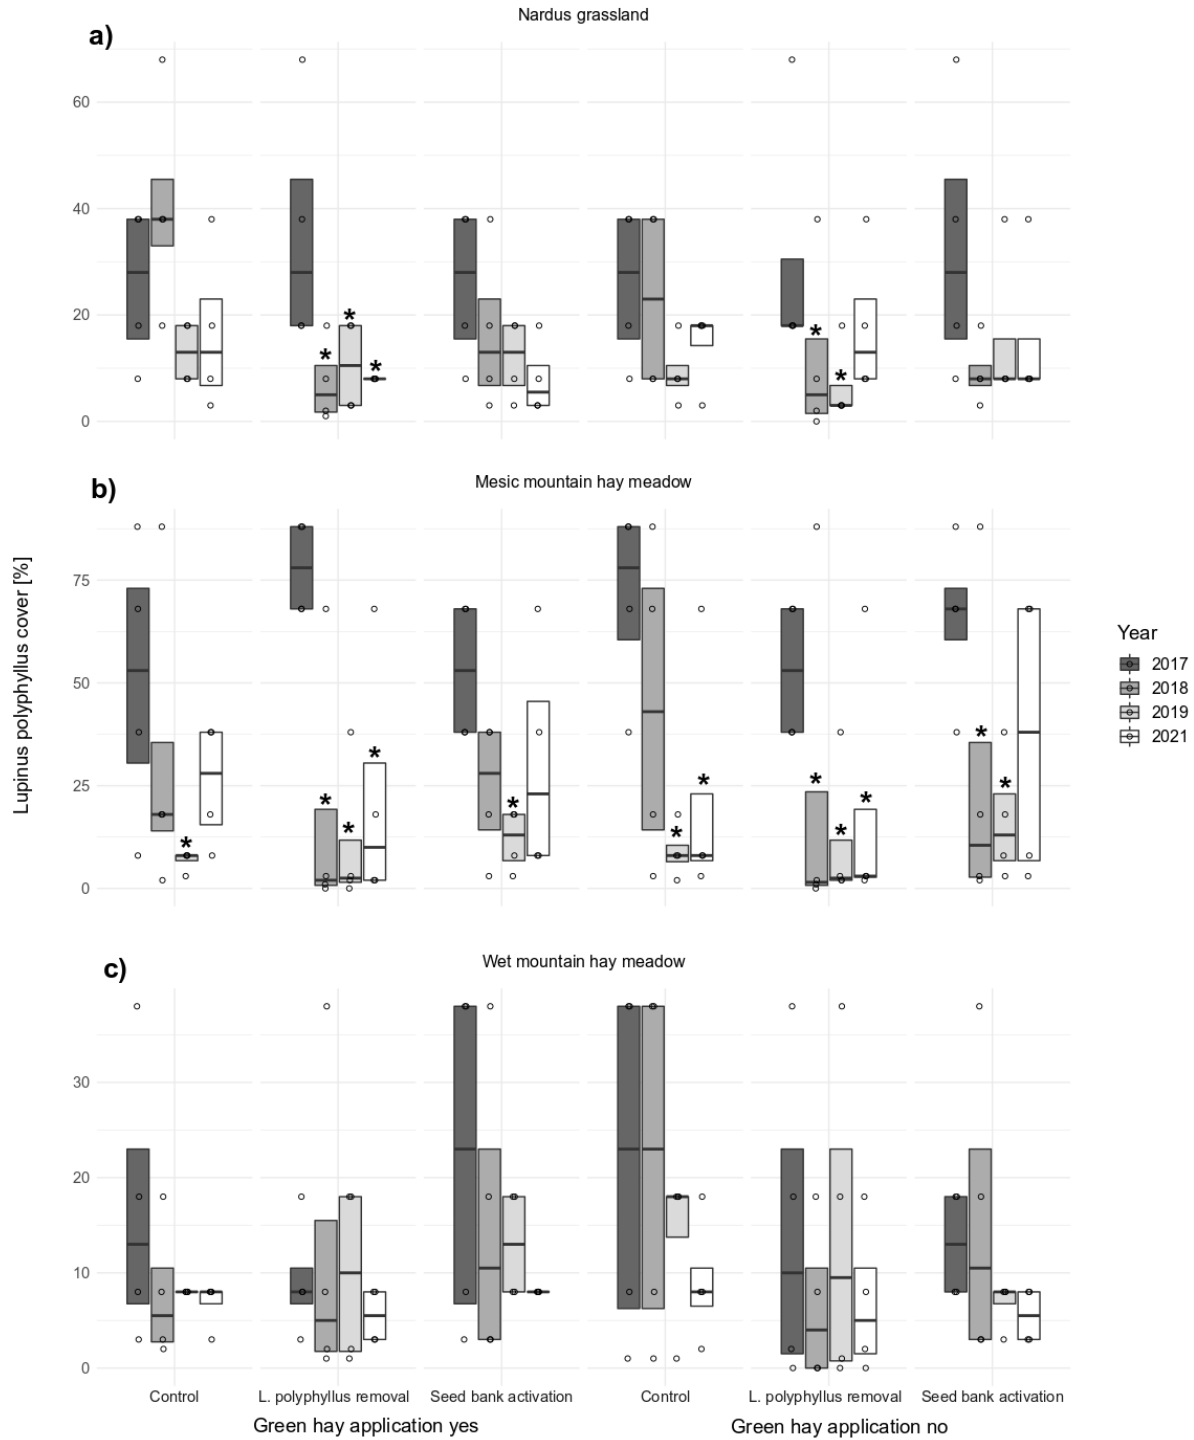 Nardus grassland
a)
60
40
20
0
* * * * *
Mesic mountain hay meadow
b)
75
50
25
0
* * * * * * * * * * * *
Wet mountain hay meadow
c)
30
20
10
0
Lupinus polyphyllus cover [%]
Year
2017
2018
2019
2021
Control L. polyphyllus removal Seed bank activation Control L. polyphyllus removal Seed bank activation
Green hay application yes Green hay application no